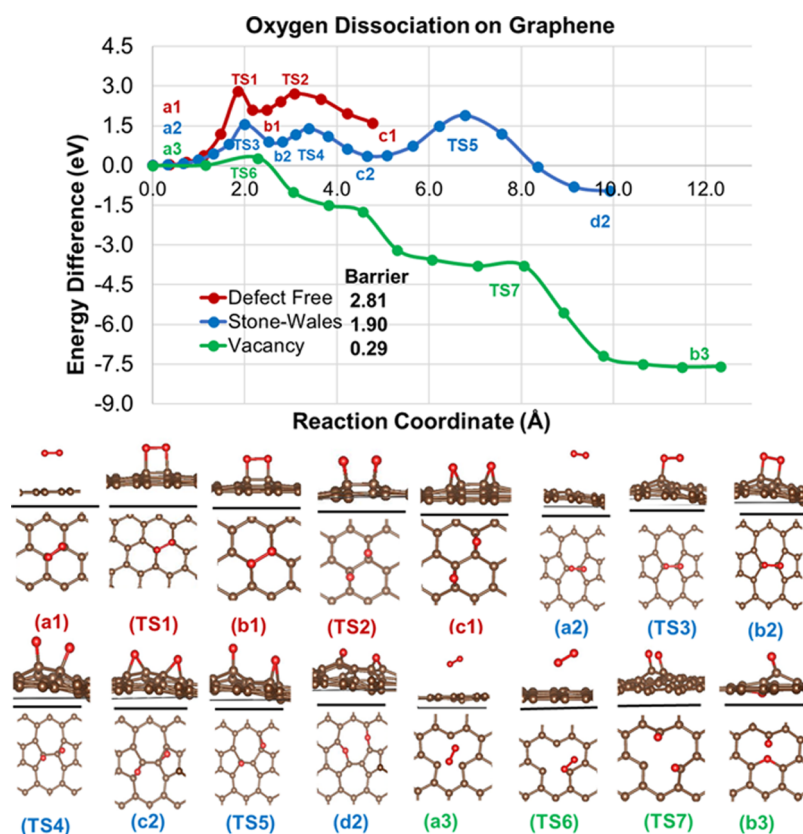 Oxygen Dissociation on Graphene
4.5
3.0
1.5
0.0
-1.5
-3.0
-4.5
-6.0
-7.5
-9.0
Energy Difference (eV)
a1
a2
a3
TS1
TS2
b1
c1
TS3
b2
TS4
c2
TS5
d2
TS6
TS7
b3
0.0 2.0 4.0 6.0 8.0 10.0 12.0
Barrier
Defect Free 2.81
Stone-Wales 1.90
Vacancy 0.29
Reaction Coordinate (Å)
(a1) (TS1) (b1) (TS2) (c1) (a2) (TS3) (b2)
(TS4) (c2) (TS5) (d2) (a3) (TS6) (TS7) (b3)